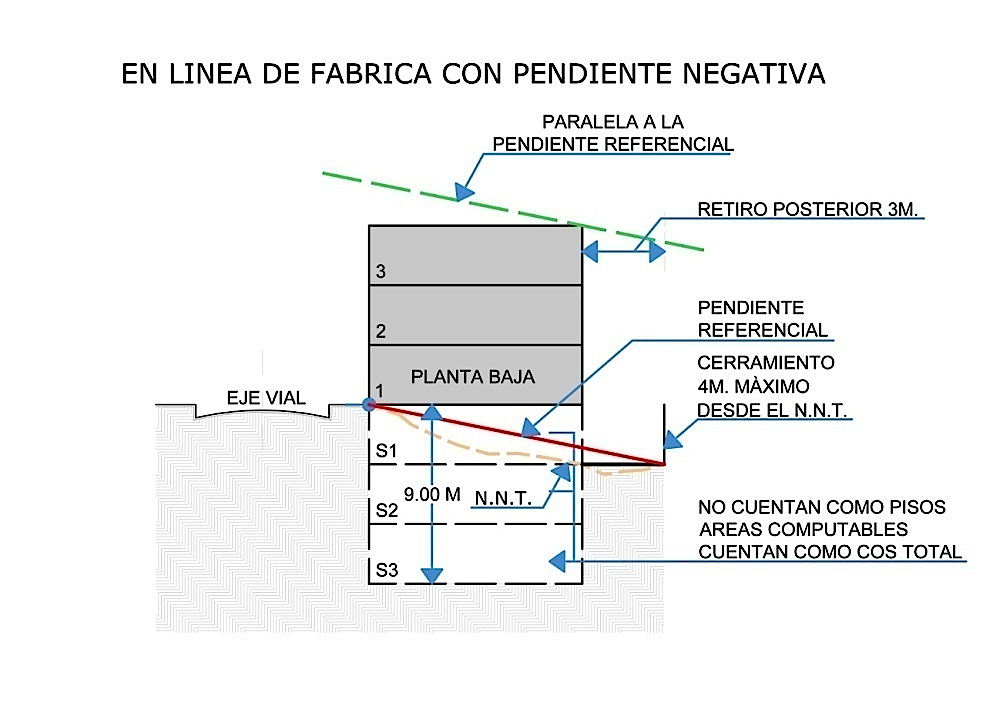 EN LINEA DE FABRICA CON PENDIENTE NEGATIVA
PARALELA A LA
PENDIENTE REFERENCIAL
RETIRO POSTERIOR 3M.
3
PENDIENTE
REFERENCIAL
2
CERRAMIENTO
4M. MÀXIMO
DESDE EL N.N.T.
PLANTA BAJA
1
EJE VIAL
S1
9.00 M
N.N.T.
S2
NO CUENTAN COMO PISOS
AREAS COMPUTABLES
CUENTAN COMO COS TOTAL
S3